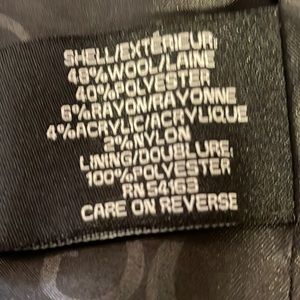 SHELL/EXTÉRIEUR:
48%WOOL/LAINE
40%POLYESTER
6%RAYON/RAYONNE
4%ACRYLIC/ACRYLIQUE
2%NYLON
LINING/DOUBLURE:
100%POLYESTER
RN 54163
CARE ON REVERSE